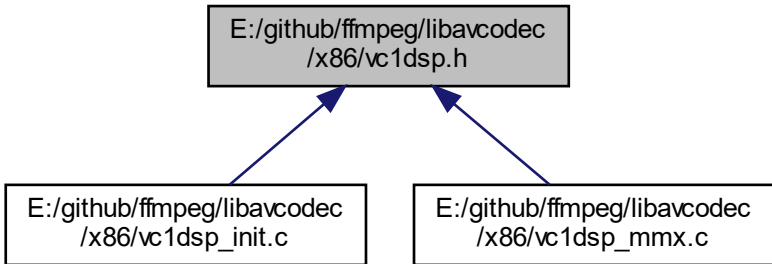 E:/github/ffmpeg/libavcodec
/x86/vc1dsp.h
E:/github/ffmpeg/libavcodec
/x86/vc1dsp_init.c
E:/github/ffmpeg/libavcodec
/x86/vc1dsp_mmx.c